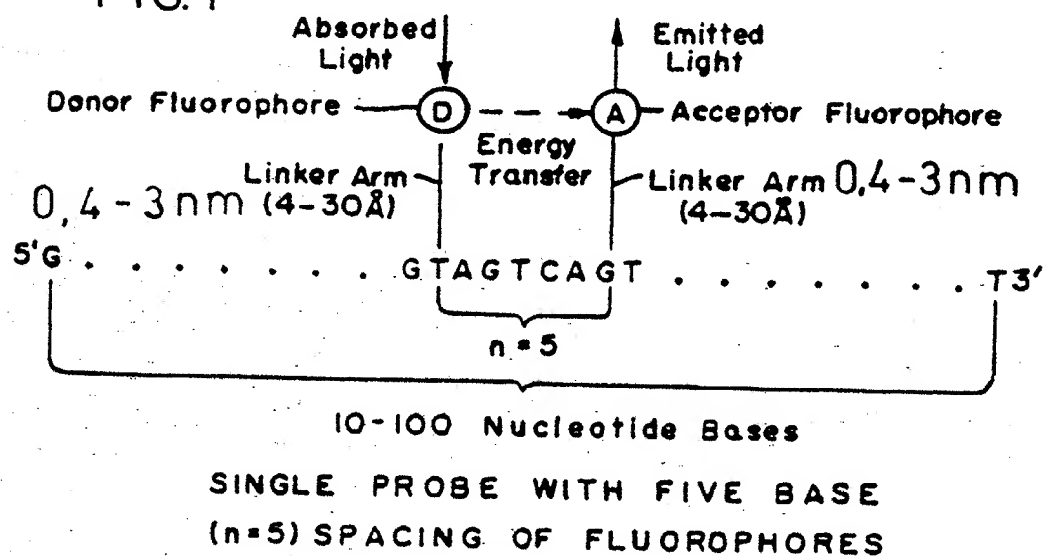 FIG. 1
Absorbed Light
Emitted Light
Donor Fluorophore
D
A
Acceptor Fluorophore
Energy Transfer
Linker Arm (4-30Å)
0,4-3nm
Linker Arm (4-30Å)
0,4-3nm
5'G . . . . . . . GTAGTCAGT . . . . . . . T3'
n=5
10-100 Nucleotide Bases
SINGLE PROBE WITH FIVE BASE
(n=5) SPACING OF FLUOROPHORES